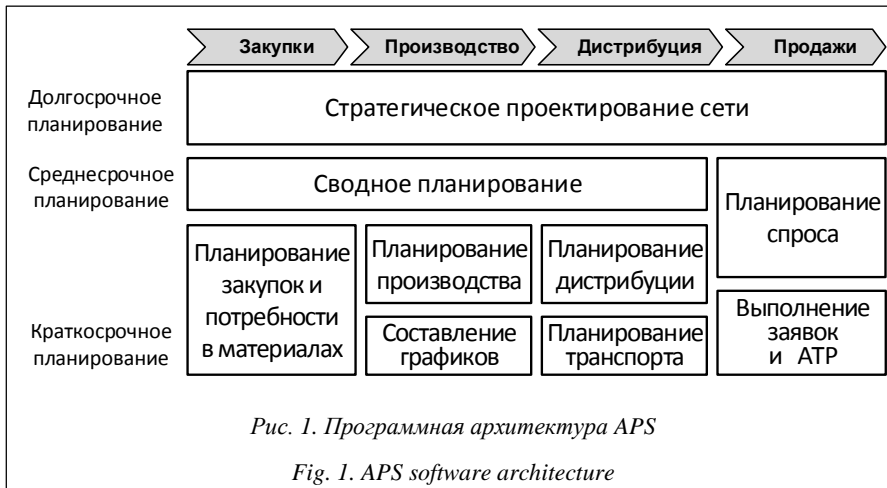 Закупки
Производство
Дистрибуция
Продажи
Долгосрочное
планирование
Стратегическое проектирование сети
Среднесрочное
планирование
Сводное планирование
Планирование
спроса
Планирование
закупок и
потребности
в материалах
Планирование
производства
Планирование
дистрибуции
Краткосрочное
планирование
Составление
графиков
Планирование
транспорта
Выполнение
заявок
и АТР
Рис. 1. Программная архитектура APS
Fig. 1. APS software architecture